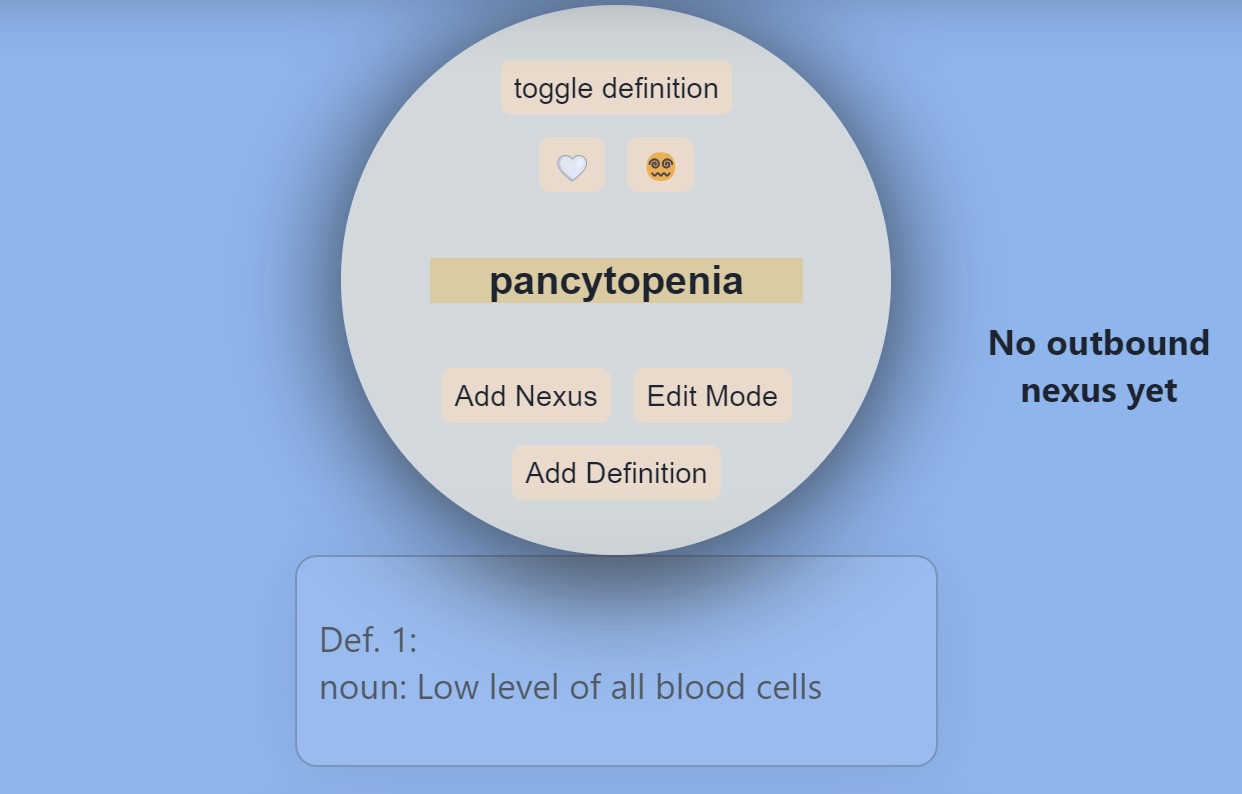 toggle definition
🤍 😵‍💫
pancytopenia
No outbound
nexus yet
Add Nexus Edit Mode
Add Definition
Def. 1:
noun: Low level of all blood cells